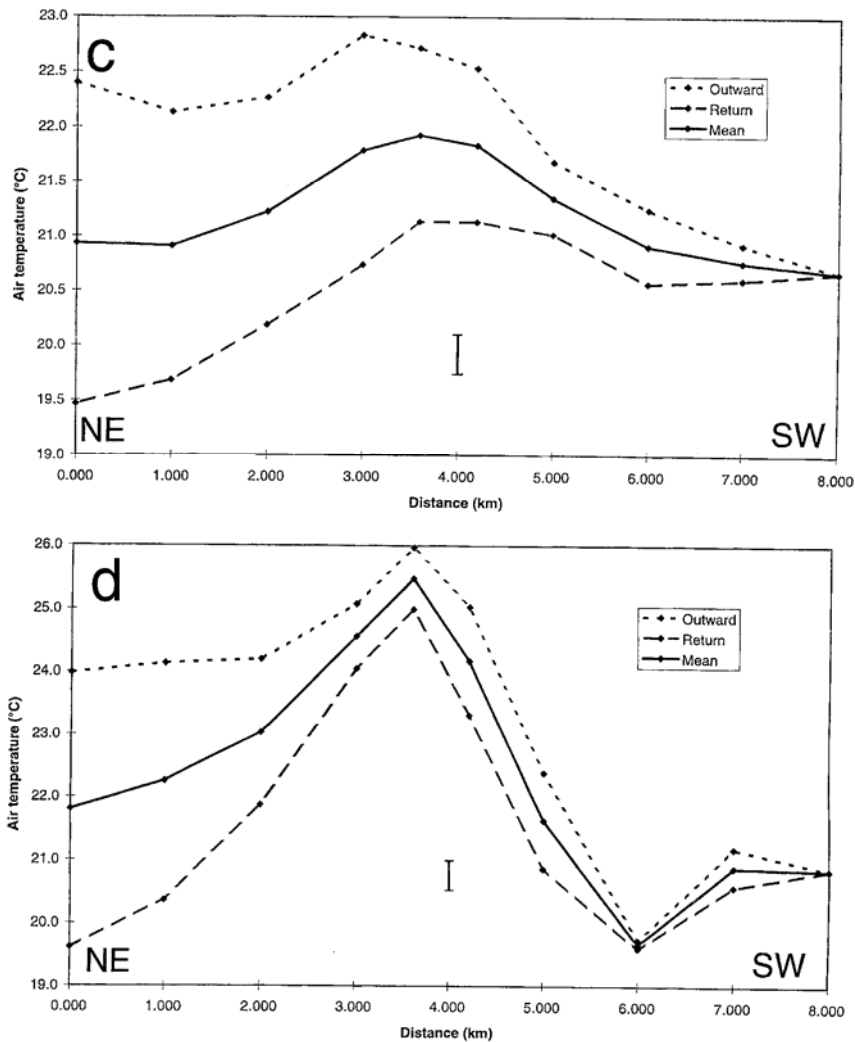 c
23.0
22.5
22.0
21.5
21.0
20.5
20.0
19.5
19.0
Air temperature (°C)
Outward
Return
Mean
NE
SW
0.000 1.000 2.000 3.000 4.000 5.000 6.000 7.000 8.000
Distance (km)
d
26.0
25.0
24.0
23.0
22.0
21.0
20.0
19.0
Air temperature (°C)
Outward
Return
Mean
NE
SW
0.000 1.000 2.000 3.000 4.000 5.000 6.000 7.000 8.000
Distance (km)